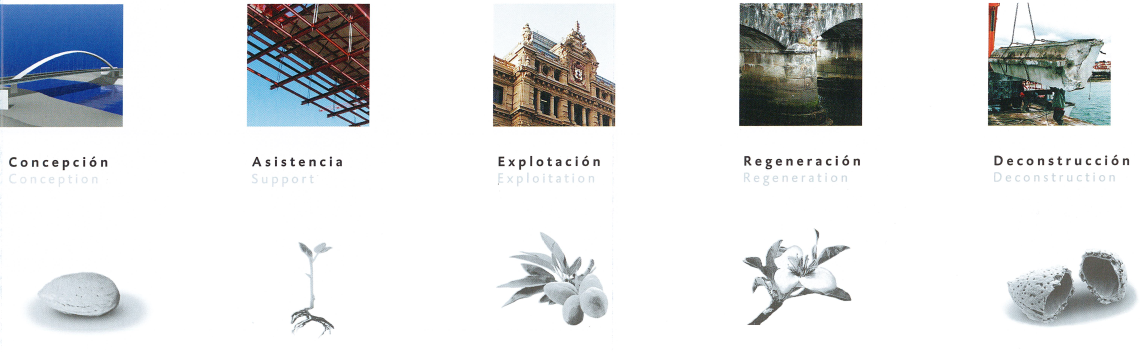 Concepción
Conception
Asistencia
Support
Explotación
Exploitation
Regeneración
Regeneration
Deconstrucción
Deconstruction